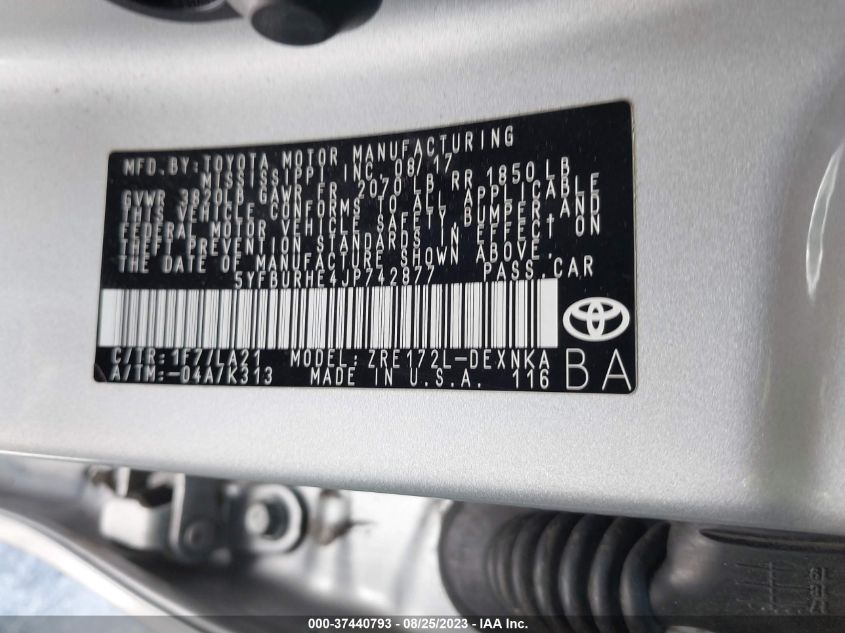 MFD.BY:TOYOTA MOTOR MANUFACTURING
MISSISSIPPI, INC. 08/17
GVWR 3820LB GAWR FR 2070 LB RR 1850 LB
THIS VEHICLE CONFORMS TO ALL APPLICABLE
FEDERAL MOTOR VEHICLE SAFETY, BUMPER, AND
THEFT PREVENTION STANDARDS IN EFFECT ON
THE DATE OF MANUFACTURE SHOWN ABOVE.
5YFBURHE4JP742877 PASS.CAR
C/TR:1F7/LA21 MODEL:ZRE172L-DEXNKA
A/TM:-04A/K313 MADE IN U.S.A. 116
BA
000-37440793 - 08/25/2023 - IAA Inc.